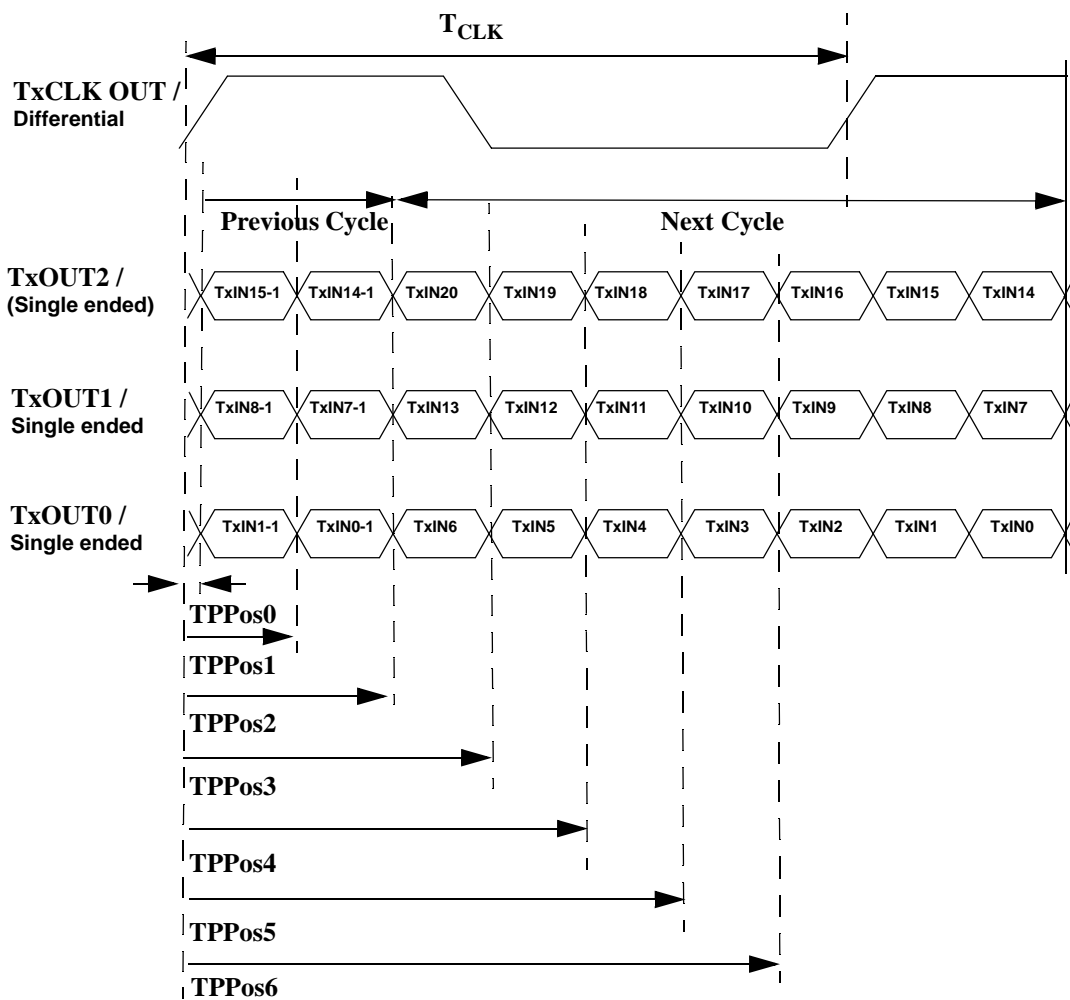 TCLK
TxCLK OUT /
Differential
Previous Cycle Next Cycle
TxOUT2 /
(Single ended)
TxIN15-1 TxIN14-1 TxIN20 TxIN19 TxIN18 TxIN17 TxIN16 TxIN15 TxIN14
TxOUT1 /
Single ended
TxIN8-1 TxIN7-1 TxIN13 TxIN12 TxIN11 TxIN10 TxIN9 TxIN8 TxIN7
TxOUT0 /
Single ended
TxIN1-1 TxIN0-1 TxIN6 TxIN5 TxIN4 TxIN3 TxIN2 TxIN1 TxIN0
TPPos0
TPPos1
TPPos2
TPPos3
TPPos4
TPPos5
TPPos6